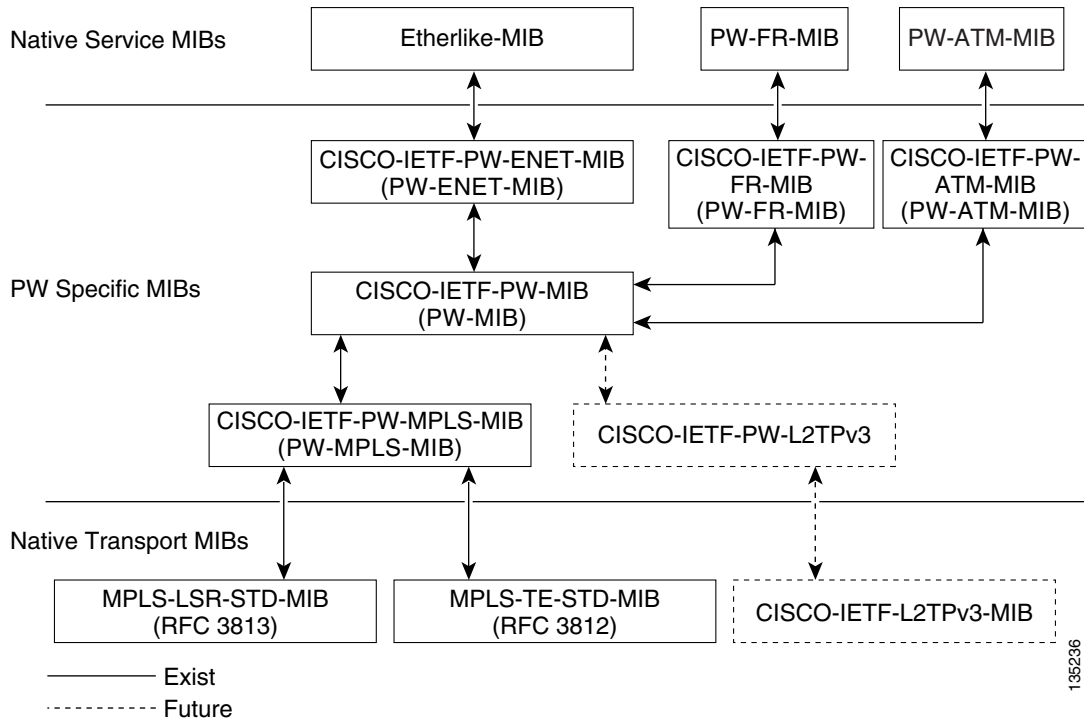 Native Service MIBs
Etherlike-MIB
PW-FR-MIB
PW-ATM-MIB
CISCO-IETF-PW-ENET-MIB
(PW-ENET-MIB)
CISCO-IETF-PW-
FR-MIB
(PW-FR-MIB)
CISCO-IETF-PW-
ATM-MIB
(PW-ATM-MIB)
PW Specific MIBs
CISCO-IETF-PW-MIB
(PW-MIB)
CISCO-IETF-PW-MPLS-MIB
(PW-MPLS-MIB)
CISCO-IETF-PW-L2TPv3
Native Transport MIBs
MPLS-LSR-STD-MIB
(RFC 3813)
MPLS-TE-STD-MIB
(RFC 3812)
CISCO-IETF-L2TPv3-MIB
Exist
Future
135236